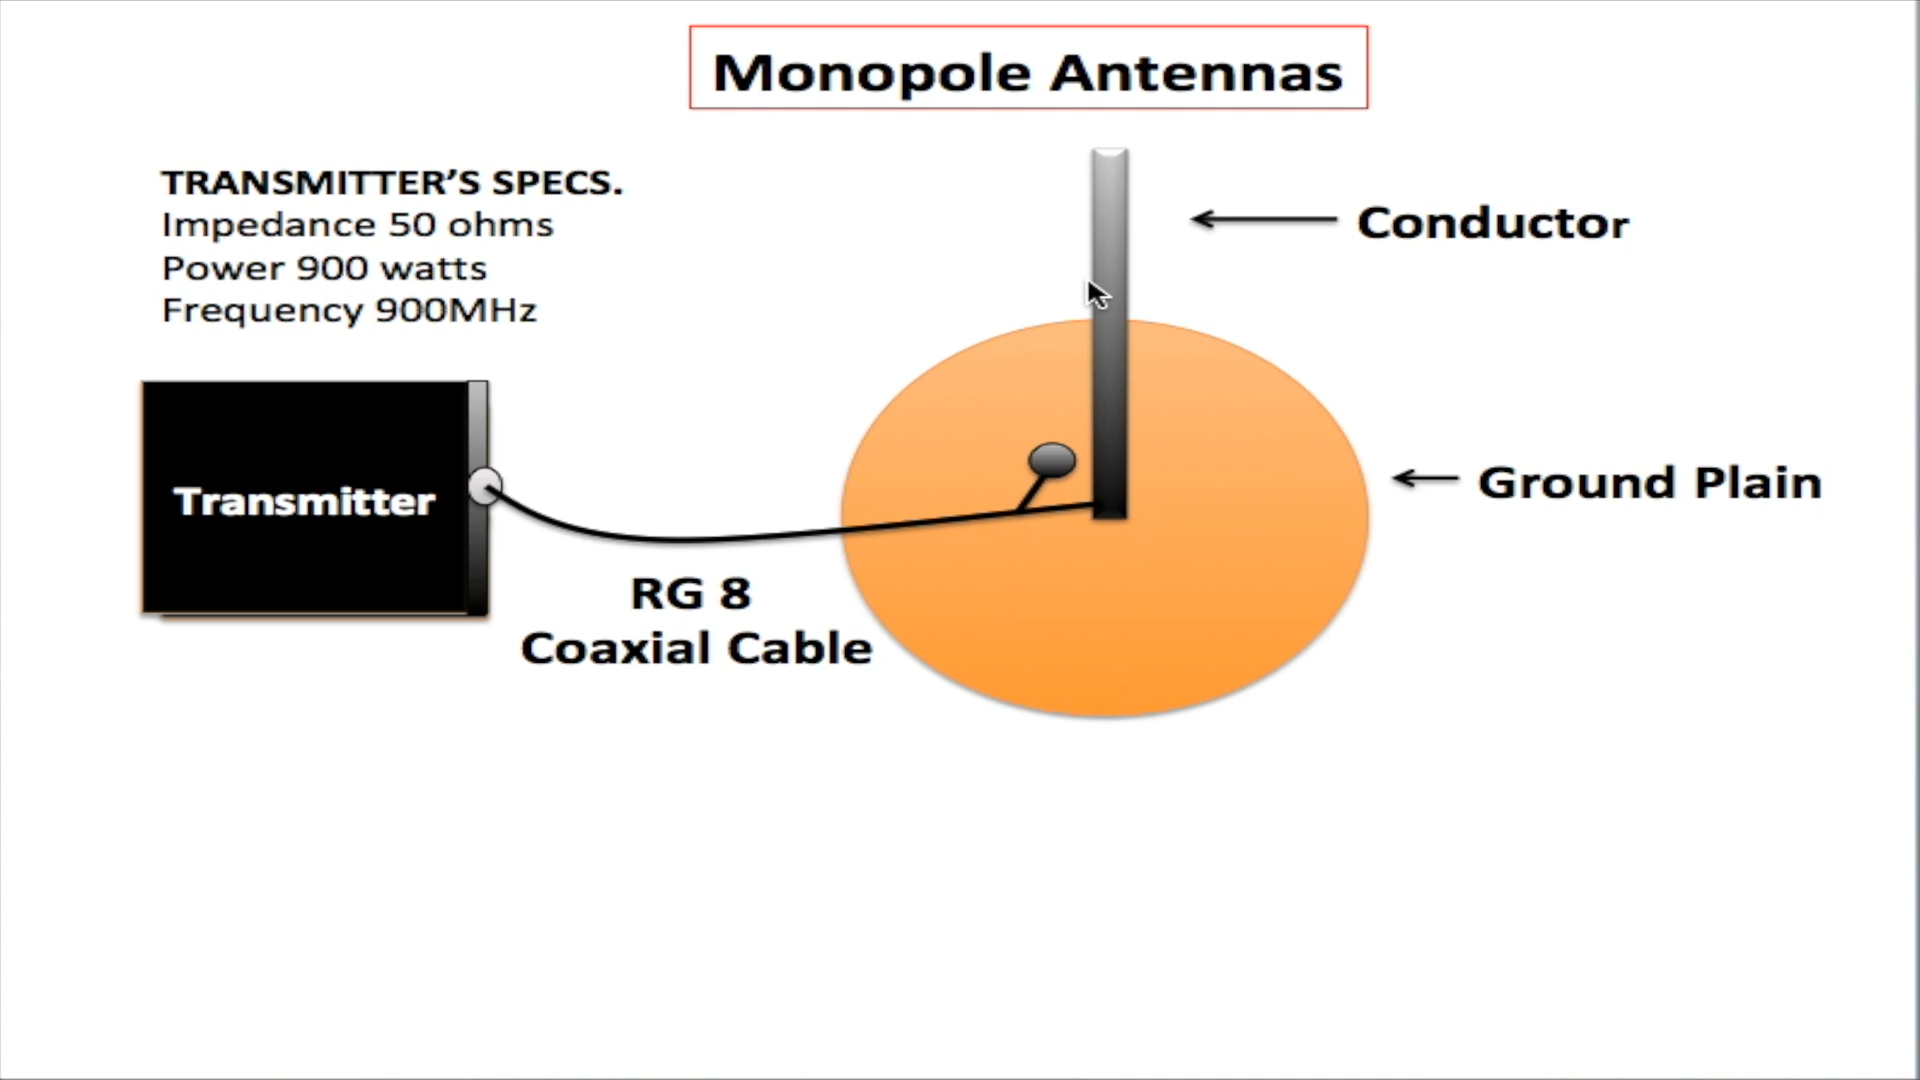 Monopole Antennas
TRANSMITTER’S SPECS.
Impedance 50 ohms
Power 900 watts
Frequency 900MHz
Conductor
Transmitter
Ground Plain
RG 8
Coaxial Cable